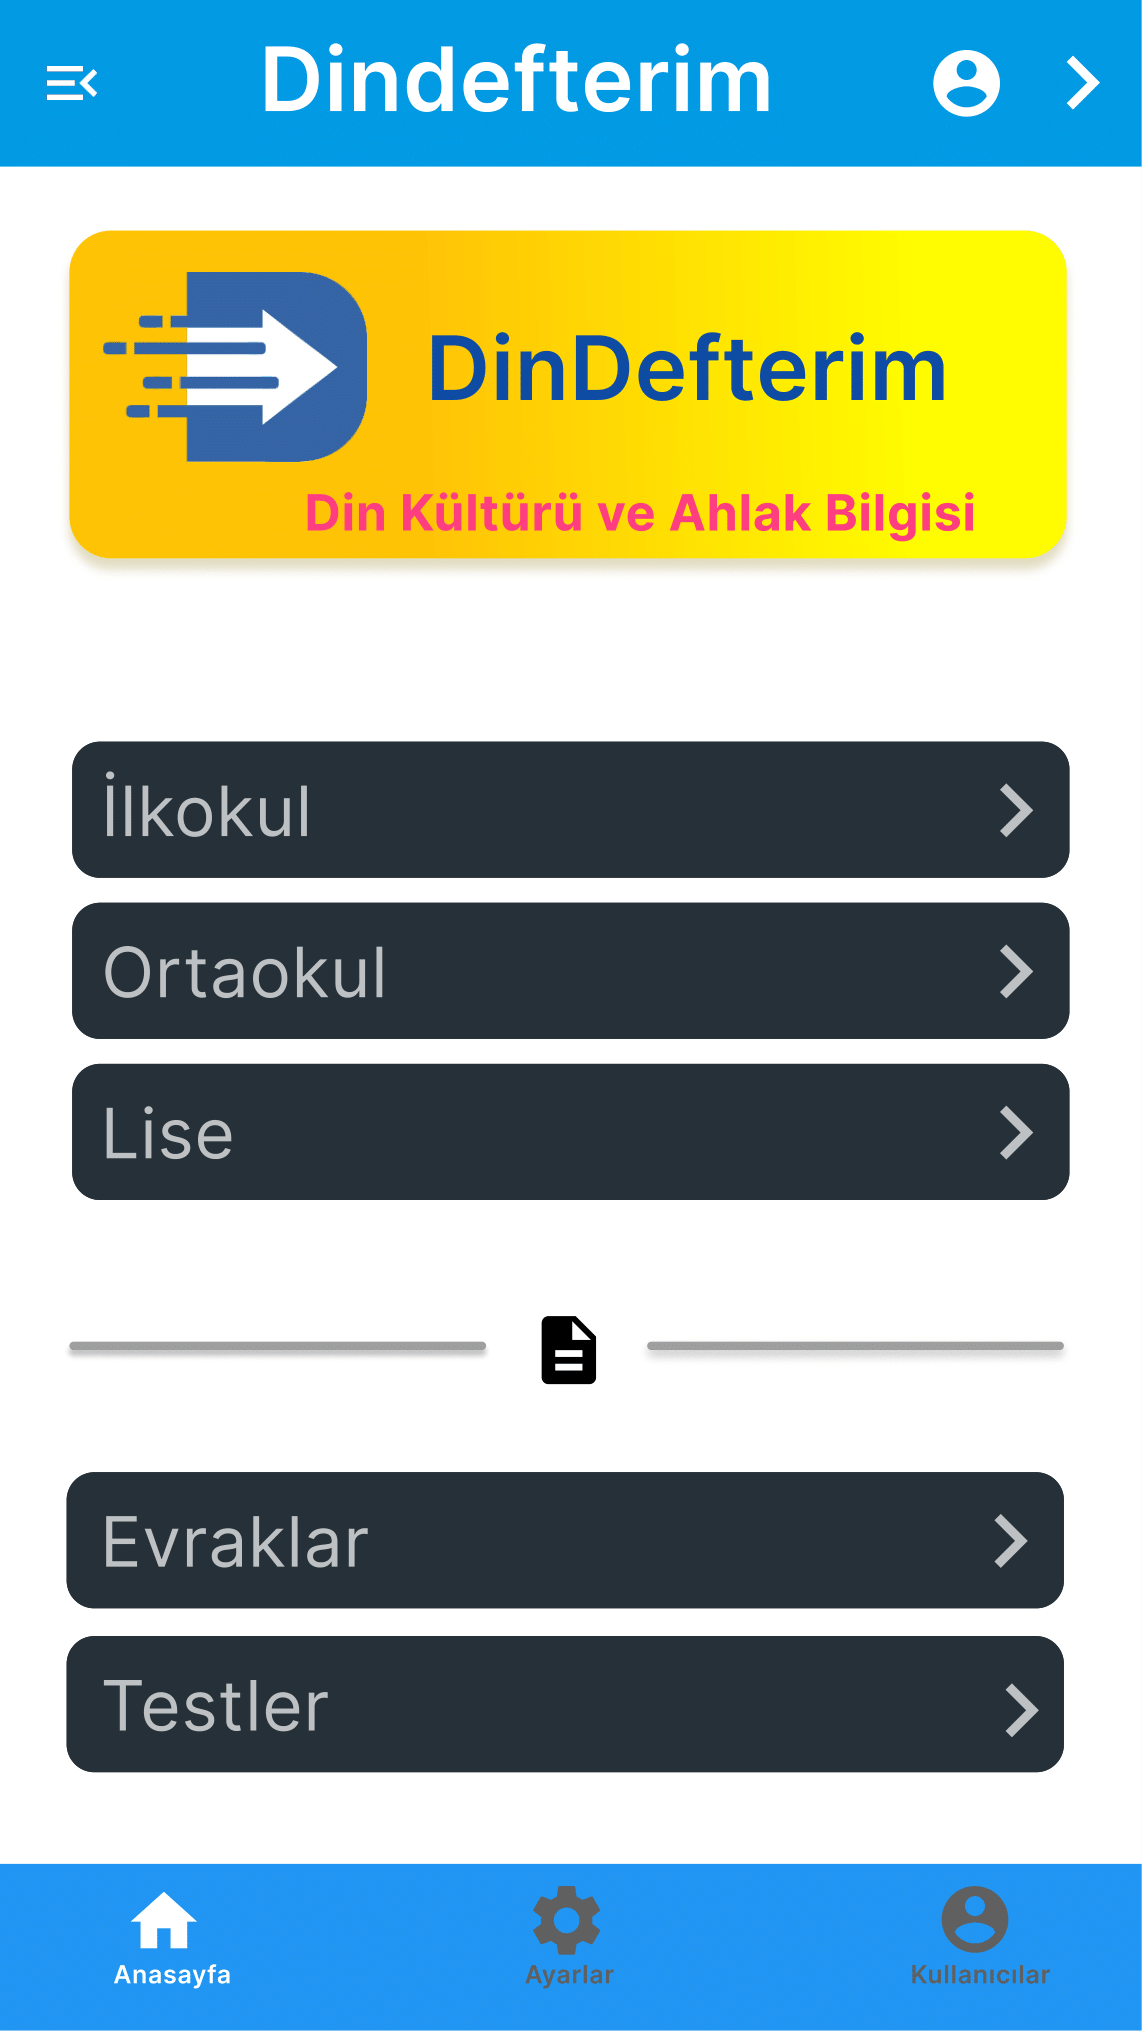 Dindefterim
DinDefterim
Din Kültürü ve Ahlak Bilgisi
İlkokul
Ortaokul
Lise
Evraklar
Testler
Anasayfa
Ayarlar
Kullanıcılar